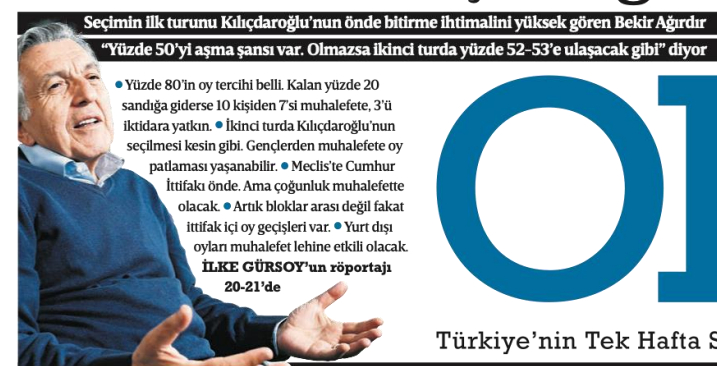 Seçimin ilk turunu Kılıçdaroğlu'nun önde bitirme ihtimalini yüksek gören Bekir Ağırdır
“Yüzde 50'yi aşma şansı var. Olmazsa ikinci turda yüzde 52-53'e ulaşacak gibi” diyor
• Yüzde 80'in oy tercihi belli. Kalan yüzde 20
sandığa giderse 10 kişiden 7'si muhalefete, 3'ü
iktidara yatkın. • İkinci turda Kılıçdaroğlu'nun
seçilmesi kesin gibi. Gençlerden muhalefete oy
patlaması yaşanabilir. • Meclis'te Cumhur
İttifakı önde. Ama çoğunluk muhalefette
olacak. • Artık bloklar arası değil fakat
ittifak içi oy geçişleri var. • Yurt dışı
oyları muhalefet lehine etkili olacak.
İLKE GÜRSOY'un röportajı
20-21'de
Türkiye'nin Tek Hafta S